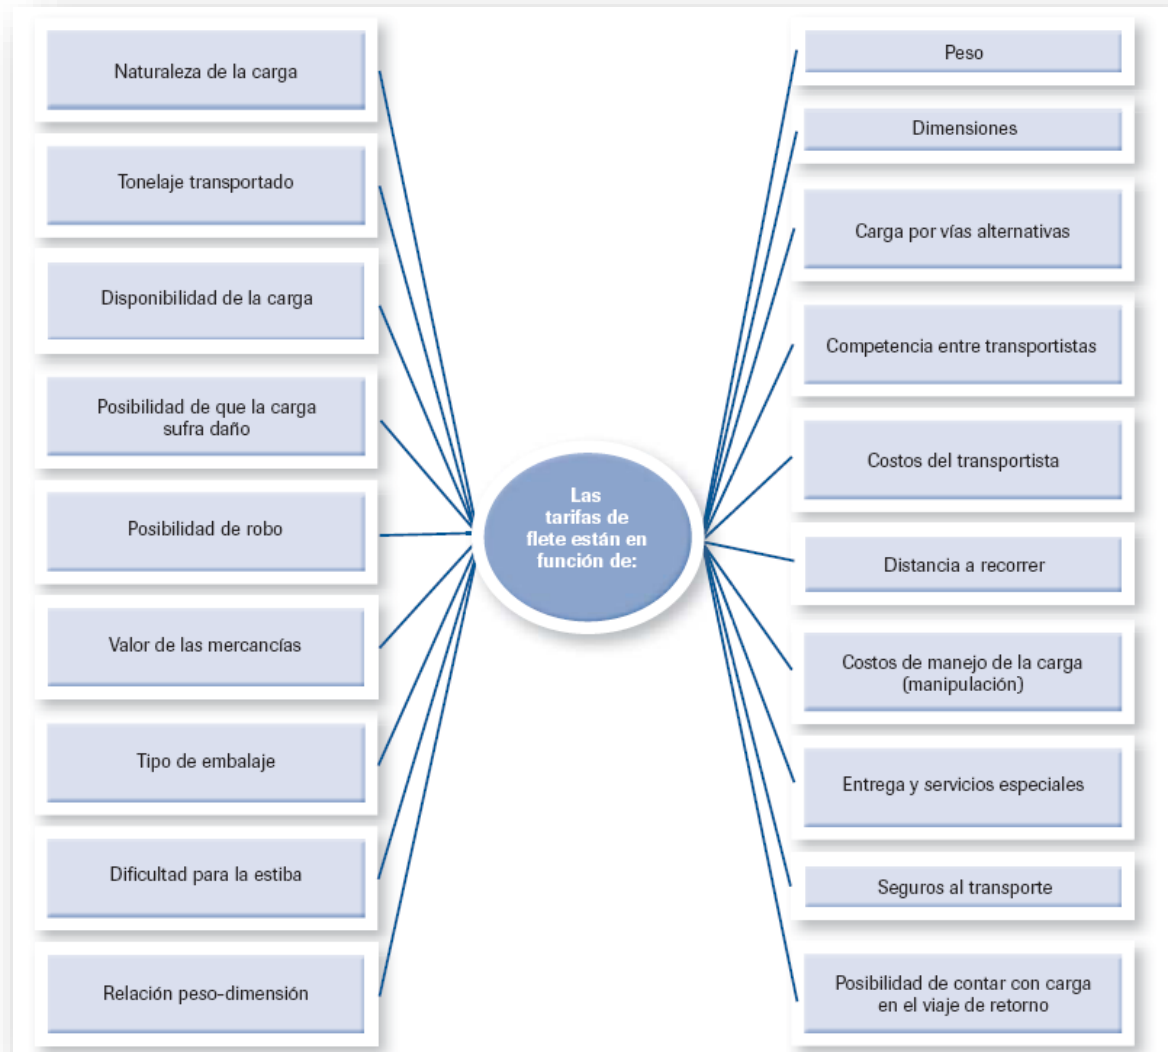 Naturaleza de la carga
Tonelaje transportado
Disponibilidad de la carga
Posibilidad de que la carga
sufra daño
Posibilidad de robo
Valor de las mercancías
Tipo de embalaje
Dificultad para la estiba
Relación peso-dimensión
Las
tarifas de
flete están en
función de:
Peso
Dimensiones
Carga por vías alternativas
Competencia entre transportistas
Costos del transportista
Distancia a recorrer
Costos de manejo de la carga
(manipulación)
Entrega y servicios especiales
Seguros al transporte
Posibilidad de contar con carga
en el viaje de retorno